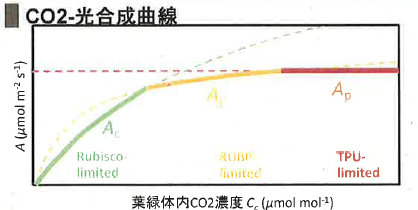 CO2-光合成曲線
A (μmol m⁻² s⁻¹)
Ac Aj Ap
Rubisco- RUBP- TPU-
limited limited limited
葉緑体内CO2濃度 Cc (μmol mol⁻¹)